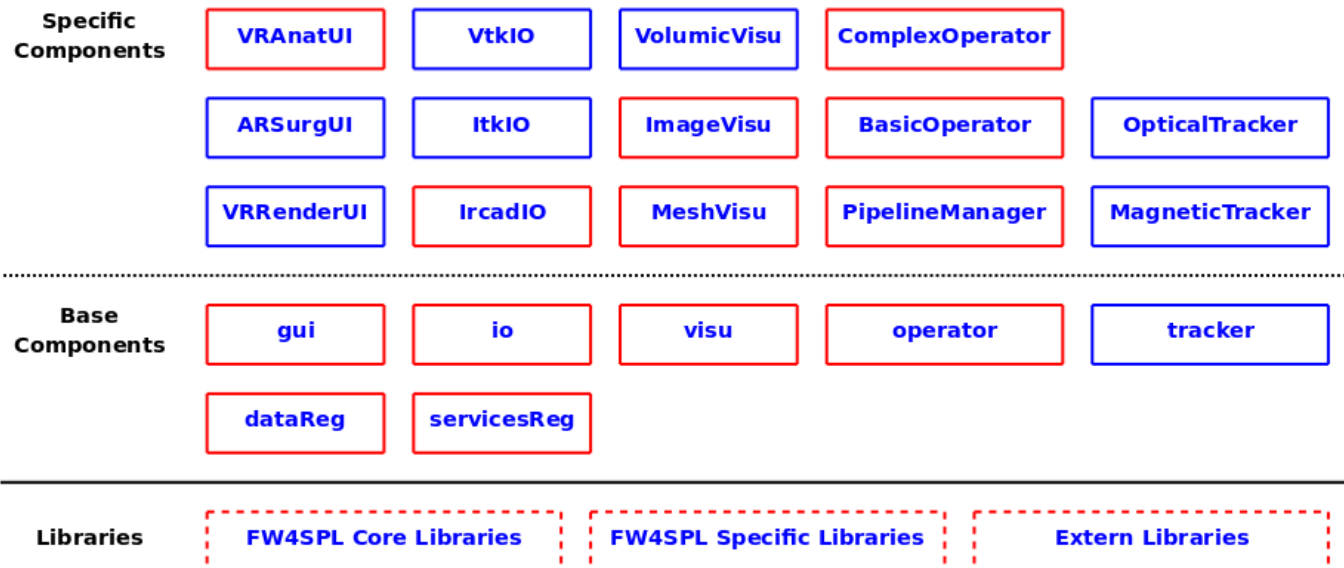 Specific
Components
VRAnatUI VtkIO VolumicVisu ComplexOperator
ARSurgUI ItkIO ImageVisu BasicOperator OpticalTracker
VRRenderUI IrcadIO MeshVisu PipelineManager MagneticTracker
Base
Components
gui io visu operator tracker
dataReg servicesReg
Libraries FW4SPL Core Libraries FW4SPL Specific Libraries Extern Libraries